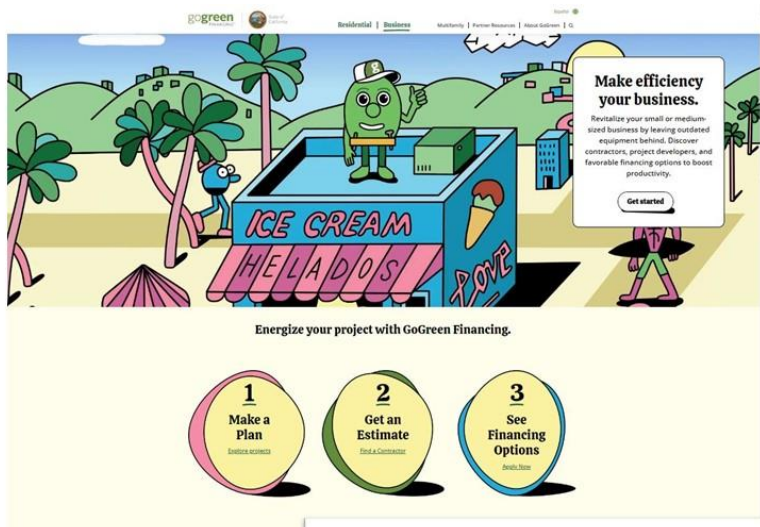 gogreen
State of
California
Español
Residential | Business
Multifamily | Partner Resources | About GoGreen |
Make efficiency
your business.
Revitalize your small or medium-
sized business by leaving outdated
equipment behind. Discover
contractors, project developers, and
favorable financing options to boost
productivity.
Get started
g
ICE CREAM
HELADOS
Love
Energize your project with GoGreen Financing.
1
Make a
Plan
Explore projects
2
Get an
Estimate
Find a Contractor
3
See
Financing
Options
Apply Now